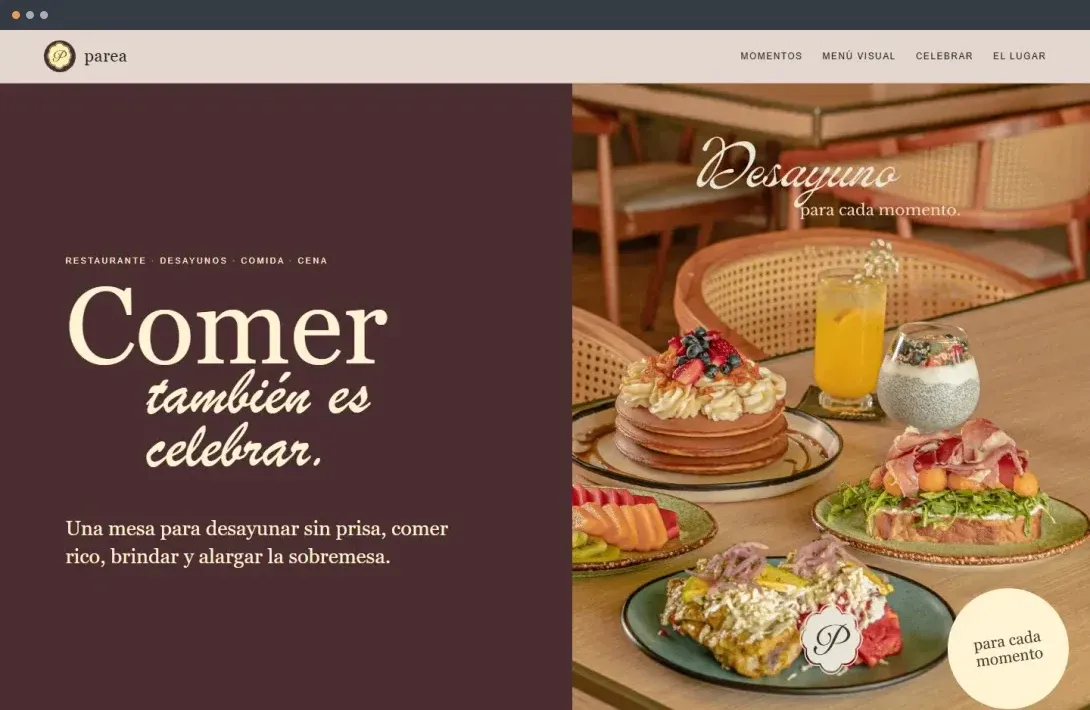 P
parea
MOMENTOS
MENÚ VISUAL
CELEBRAR
EL LUGAR
RESTAURANTE · DESAYUNOS · COMIDA · CENA
Comer
también es
celebrar.
Una mesa para desayunar sin prisa, comer
rico, brindar y alargar la sobremesa.
Desayuno
para cada momento.
P
para cada
momento